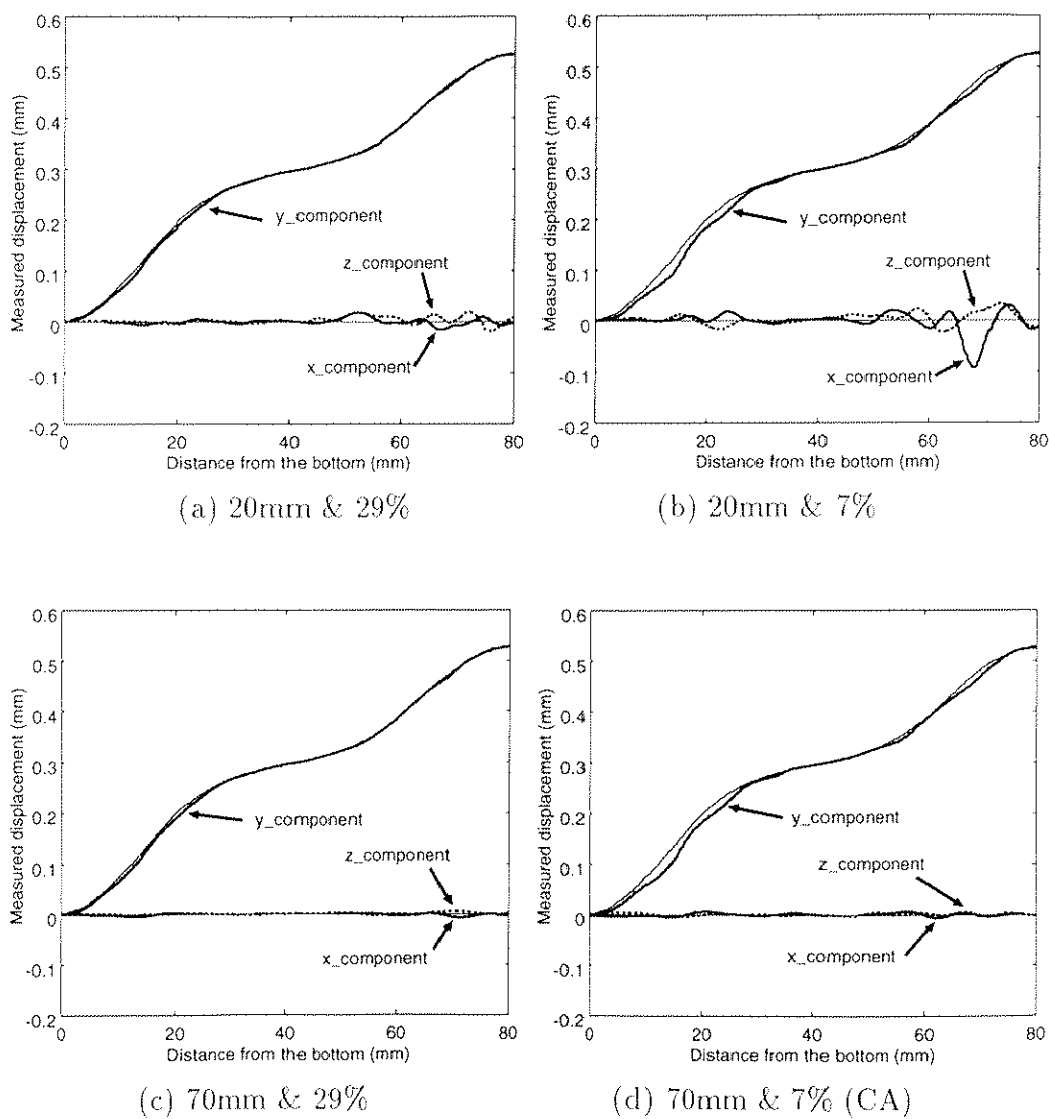 Measured displacement (mm)
0.6
0.5
0.4
0.3
0.2
0.1
0
-0.1
-0.2
y_component
z_component
x_component
0 20 40 60 80
Distance from the bottom (mm)
(a) 20mm & 29%
Measured displacement (mm)
0.6
0.5
0.4
0.3
0.2
0.1
0
-0.1
-0.2
y_component
z_component
x_component
0 20 40 60 80
Distance from the bottom (mm)
(b) 20mm & 7%
Measured displacement (mm)
0.6
0.5
0.4
0.3
0.2
0.1
0
-0.1
-0.2
y_component
z_component
x_component
0 20 40 60 80
Distance from the bottom (mm)
(c) 70mm & 29%
Measured displacement (mm)
0.6
0.5
0.4
0.3
0.2
0.1
0
-0.1
-0.2
y_component
z_component
x_component
0 20 40 60 80
Distance from the bottom (mm)
(d) 70mm & 7% (CA)